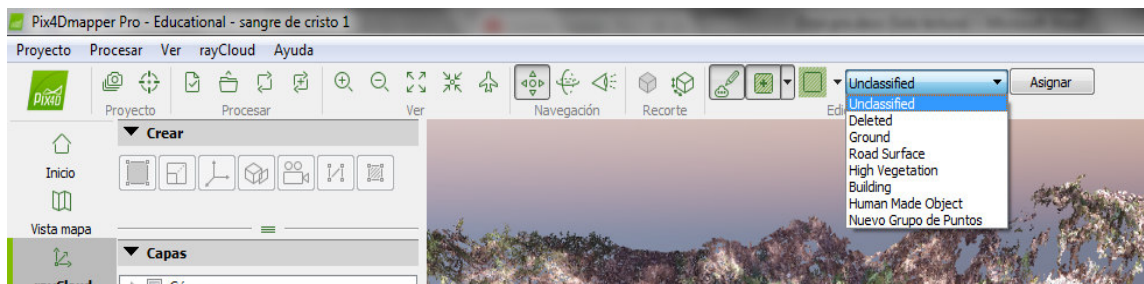 Pix4Dmapper Pro - Educational - sangre de cristo 1
Proyecto Procesar Ver rayCloud Ayuda
PIX4D
Unclassified
Asignar
Proyecto Procesar Ver Navegación Recorte
Unclassified
Deleted
Ground
Road Surface
High Vegetation
Building
Human Made Object
Nuevo Grupo de Puntos
Crear
Inicio
Vista mapa
Capas
rayCloud